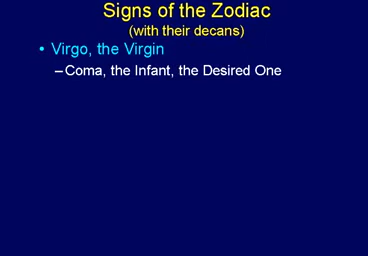 Signs of the Zodiac
(with their decans)
• Virgo, the Virgin
– Coma, the Infant, the Desired One